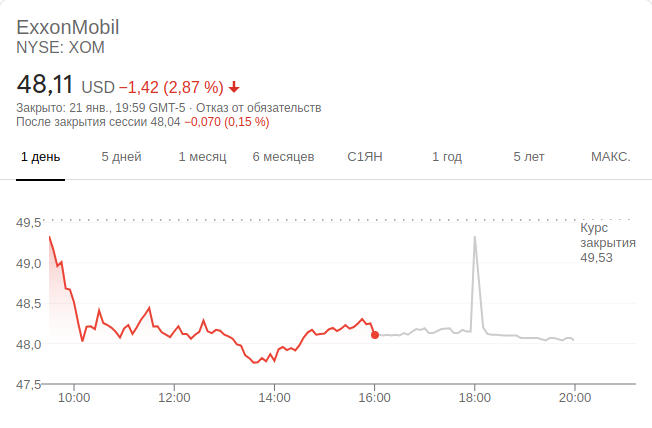 ExxonMobil
NYSE: XOM
48,11 USD −1,42 (2,87 %)
Закрыто: 21 янв., 19:59 GMT-5 · Отказ от обязательств
После закрытия сессии 48,04 −0,070 (0,15 %)
1 день 5 дней 1 месяц 6 месяцев С1ЯН 1 год 5 лет МАКС.
49,5
Курс
закрытия
49,53
49,0
48,5
48,0
47,5
10:00 12:00 14:00 16:00 18:00 20:00